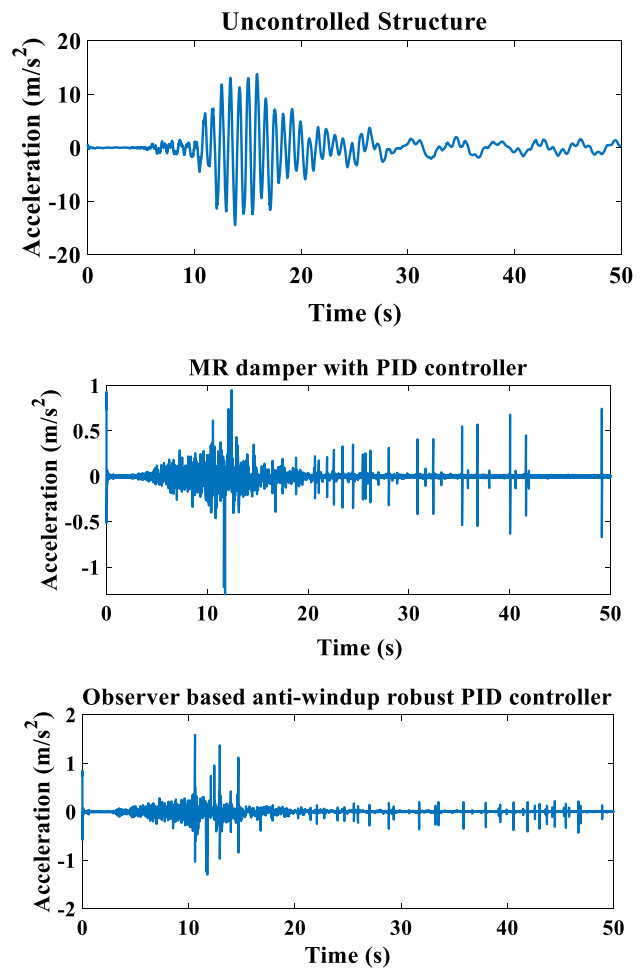 Uncontrolled Structure
Acceleration (m/s²)
20
10
0
-10
-20
0 10 20 30 40 50
Time (s)
MR damper with PID controller
Acceleration (m/s²)
1
0.5
0
-0.5
-1
0 10 20 30 40 50
Time (s)
Observer based anti-windup robust PID controller
Acceleration (m/s²)
2
1
0
-1
-2
0 10 20 30 40 50
Time (s)